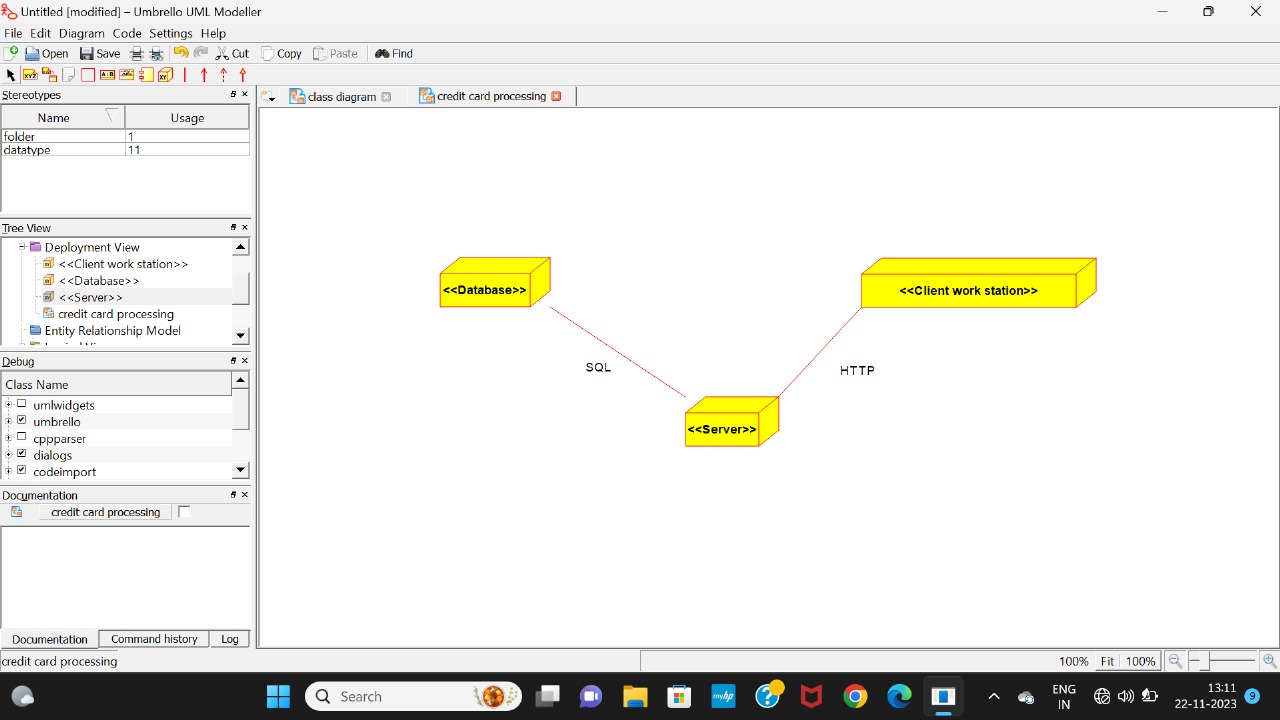 Untitled [modified] – Umbrello UML Modeller
File Edit Diagram Code Settings Help
Open Save Cut Copy Paste Find
Stereotypes
class diagram
credit card processing
Name Usage
folder 1
datatype 11
Tree View
Deployment View
<<Client work station>>
<<Database>>
<<Server>>
credit card processing
Entity Relationship Model
<<Database>>
<<Client work station>>
SQL
HTTP
<<Server>>
Debug
Class Name
umlwidgets
umbrello
cppparser
dialogs
codeimport
Documentation
credit card processing
Documentation Command history Log
credit card processing
100% Fit 100%
Search
myhp
ENG
IN
13:11
22-11-2023
9